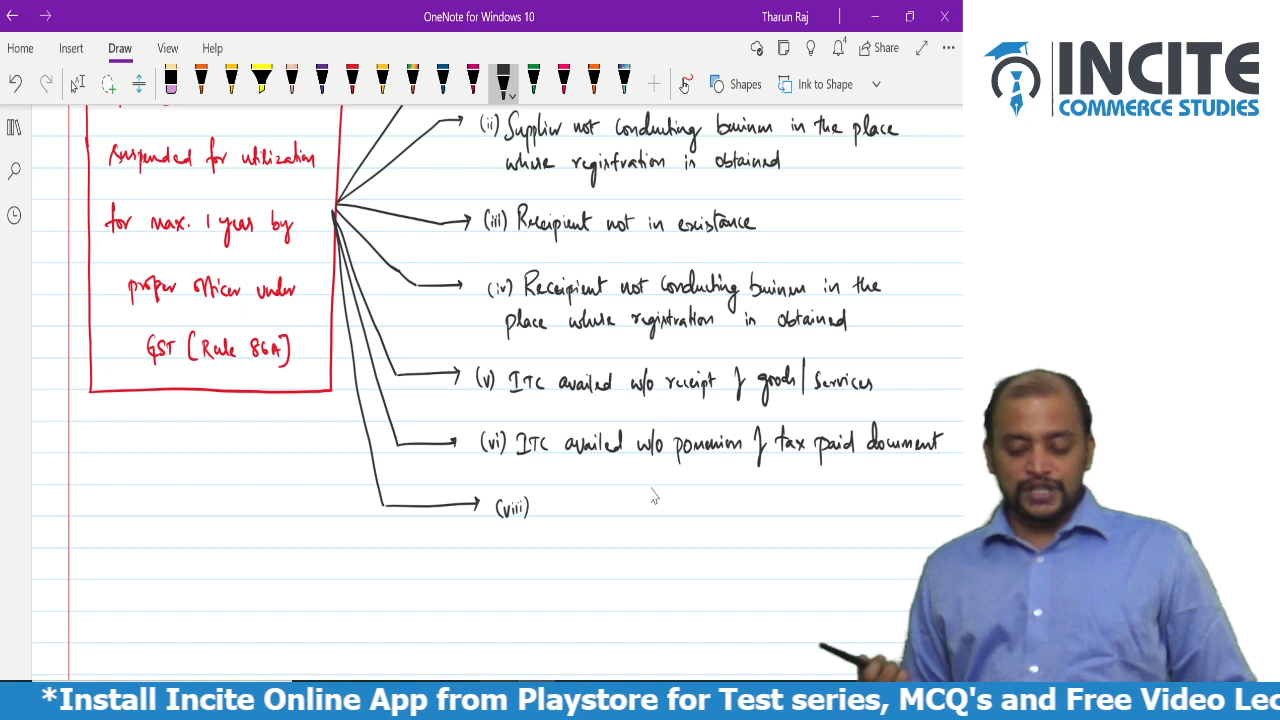 OneNote for Windows 10
Tharun Raj
Home Insert Draw View Help
4
Share
Shapes
Ink to Shape
INCITE
COMMERCE STUDIES
suspended for utilization
for max. 1 year by
proper officer under
GST [Rule 86A]
(ii) Supplier not conducting business in the place
where registration is obtained
(iii) Recipient not in existance
(iv) Receipient not conducting business in the
place where registration is obtained
(v) ITC availed w/o receipt of goods/services
(vi) ITC availed w/o possession of tax paid document
(viii)
*Install Incite Online App from Playstore for Test series, MCQ's and Free Video Lec